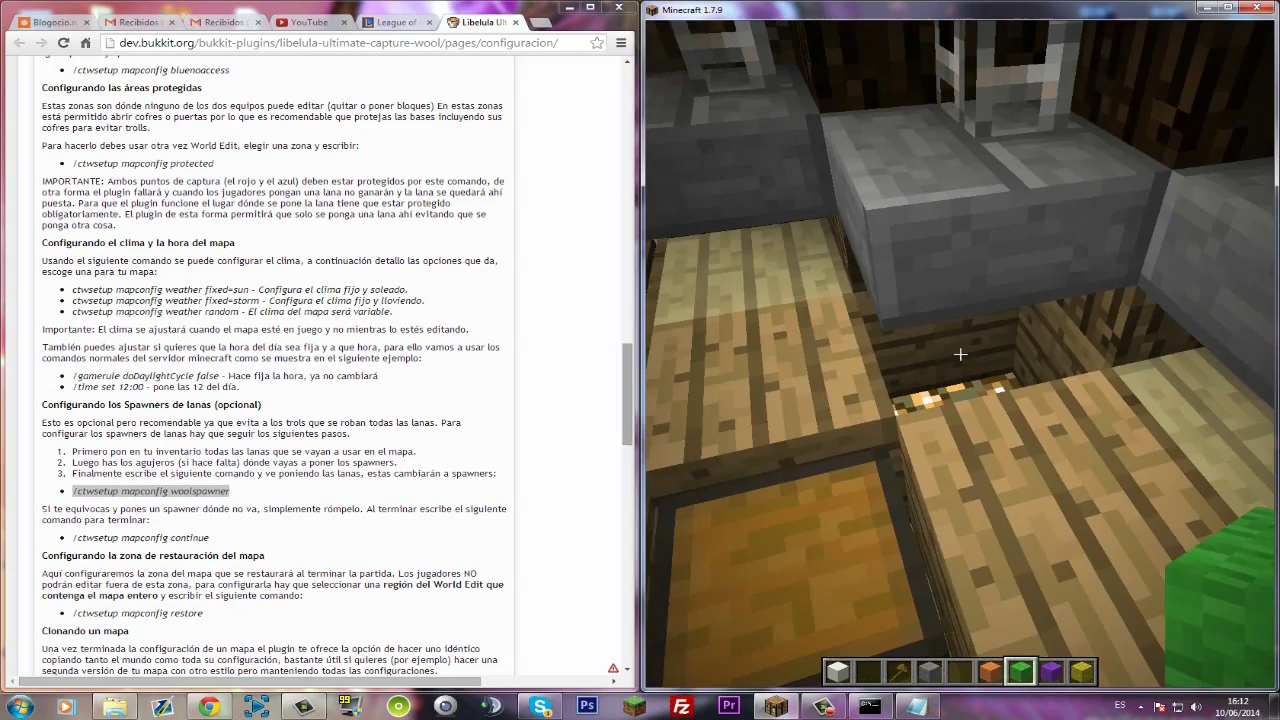 Blogocio.n
Recibidos (
Recibidos (
YouTube
League of
Libelula Ult
dev.bukkit.org/bukkit-plugins/libelula-ultimate-capture-wool/pages/configuracion/
/ctwsetup mapconfig bluenoaccess
Configurando las áreas protegidas
Estas zonas son dónde ninguno de los dos equipos puede editar (quitar o poner bloques) En estas zonas
está permitido abrir cofres o puertas por lo que es recomendable que protejas las bases incluyendo sus
cofres para evitar trolls.
Para hacerlo debes usar otra vez World Edit, elegir una zona y escribir:
/ctwsetup mapconfig protected
IMPORTANTE: Ambos puntos de captura (el rojo y el azul) deben estar protegidos por este comando, de
otra forma el plugin fallará y cuando los jugadores pongan una lana no ganarán y la lana se quedará ahí
puesta. Para que el plugin funcione el lugar dónde se pone la lana tiene que estar protegido
obligatoriamente. El plugin de esta forma permitirá que solo se ponga una lana ahí evitando que se
ponga otra cosa.
Configurando el clima y la hora del mapa
Usando el siguiente comando se puede configurar el clima, a continuación detallo las opciones que da,
escoge una para tu mapa:
ctwsetup mapconfig weather fixed=sun - Configura el clima fijo y soleado.
ctwsetup mapconfig weather fixed=storm - Configura el clima fijo y lloviendo.
ctwsetup mapconfig weather random - El clima del mapa será variable.
Importante: El clima se ajustará cuando el mapa esté en juego y no mientras lo estés editando.
También puedes ajustar si quieres que la hora del día sea fija y a que hora, para ello vamos a usar los
comandos normales del servidor minecraft como se muestra en el siguiente ejemplo:
/gamerule doDaylightCycle false - Hace fija la hora, ya no cambiará
/time set 12:00 - pone las 12 del día.
Configurando los Spawners de lanas (opcional)
Esto es opcional pero recomendable ya que evita a los trols que se roban todas las lanas. Para
configurar los spawners de lanas hay que seguir los siguientes pasos.
1. Primero pon en tu inventario todas las lanas que se vayan a usar en el mapa.
2. Luego has los agujeros (si hace falta) dónde vayas a poner los spawners.
3. Finalmente escribe el siguiente comando y ve poniendo las lanas, estas cambiarán a spawners:
/ctwsetup mapconfig woolspawner
Si te equivocas y pones un spawner dónde no va, simplemente rómpelo. Al terminar escribe el siguiente
comando para terminar:
/ctwsetup mapconfig continue
Configurando la zona de restauración del mapa
Aquí configuraremos la zona del mapa que se restaurará al terminar la partida. Los jugadores NO
podrán editar fuera de esta zona, para configurarla hay que seleccionar una región del World Edit que
contenga el mapa entero y escribir el siguiente comando:
/ctwsetup mapconfig restore
Clonando un mapa
Una vez terminada la configuración de un mapa el plugin te ofrece la opción de hacer uno idéntico
copiando tanto el mundo como toda su configuración, bastante útil si quieres (por ejemplo) hacer una
segunda versión de tu mapa con otro estilo pero manteniendo todas las configuraciones.
Minecraft 1.7.9
99
Ps
Fz
Pr
ES
16:12
10/06/2014